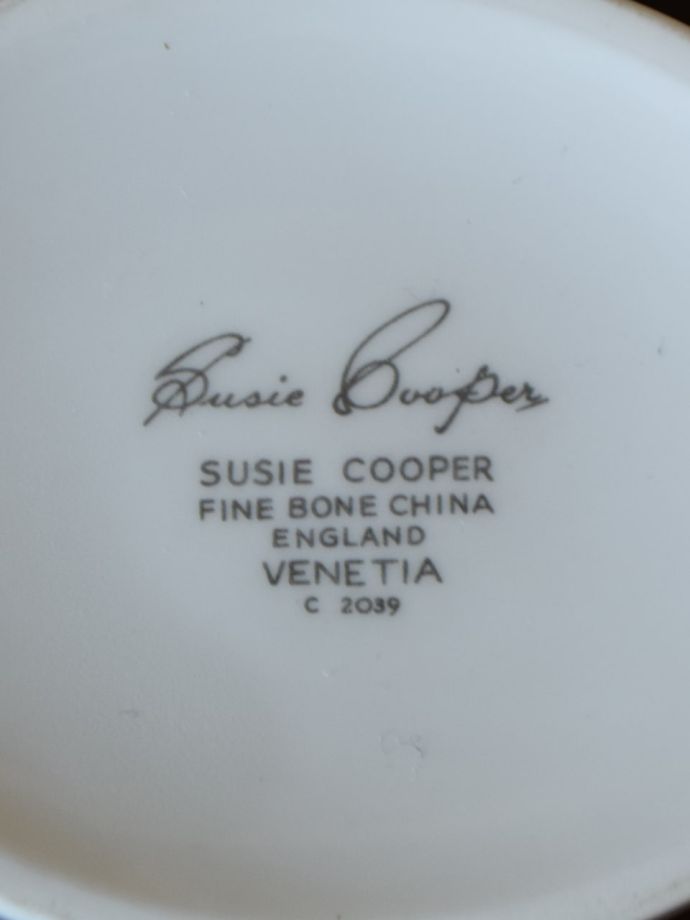 Susie Cooper
SUSIE COOPER
FINE BONE CHINA
ENGLAND
VENETIA
C 2039